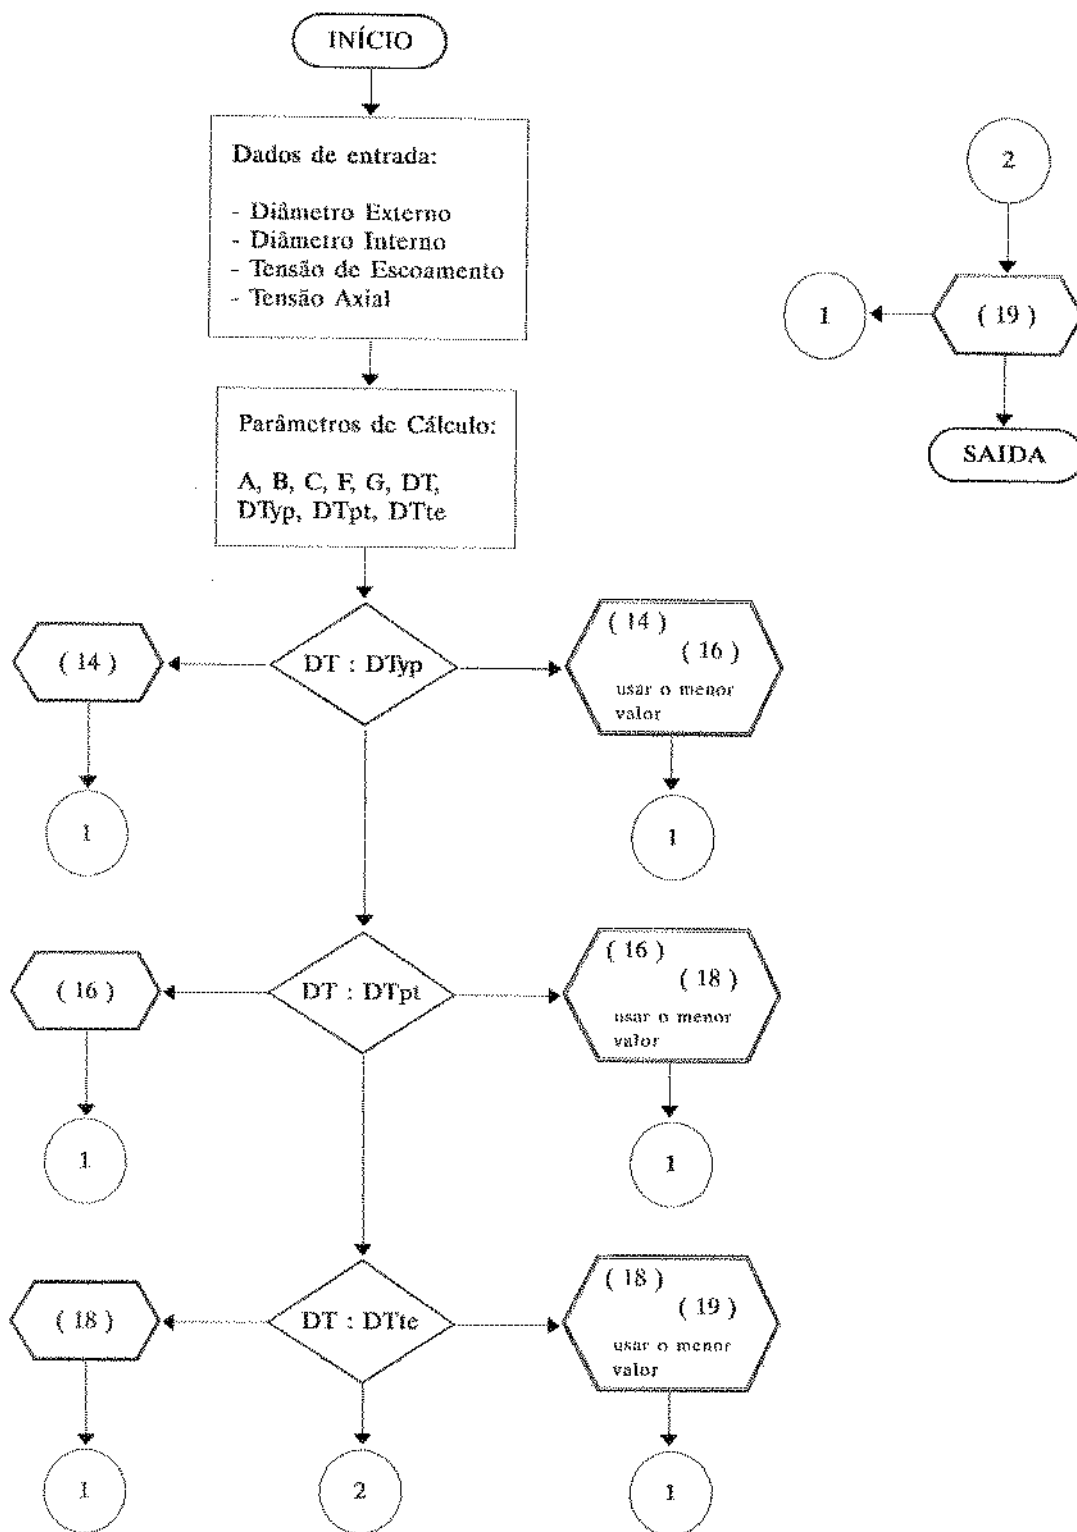 INÍCIO
Dados de entrada:
- Diâmetro Externo
- Diâmetro Interno
- Tensão de Escoamento
- Tensão Axial
Parâmetros de Cálculo:
A, B, C, F, G, DT,
DTyp, DTpt, DTte
( 14 )
DT : DTyp
( 14 )
( 16 )
usar o menor
valor
1
1
( 16 )
DT : DTpt
( 16 )
( 18 )
usar o menor
valor
1
1
( 18 )
DT : DTte
( 18 )
( 19 )
usar o menor
valor
1
2
1
2
1
( 19 )
SAIDA